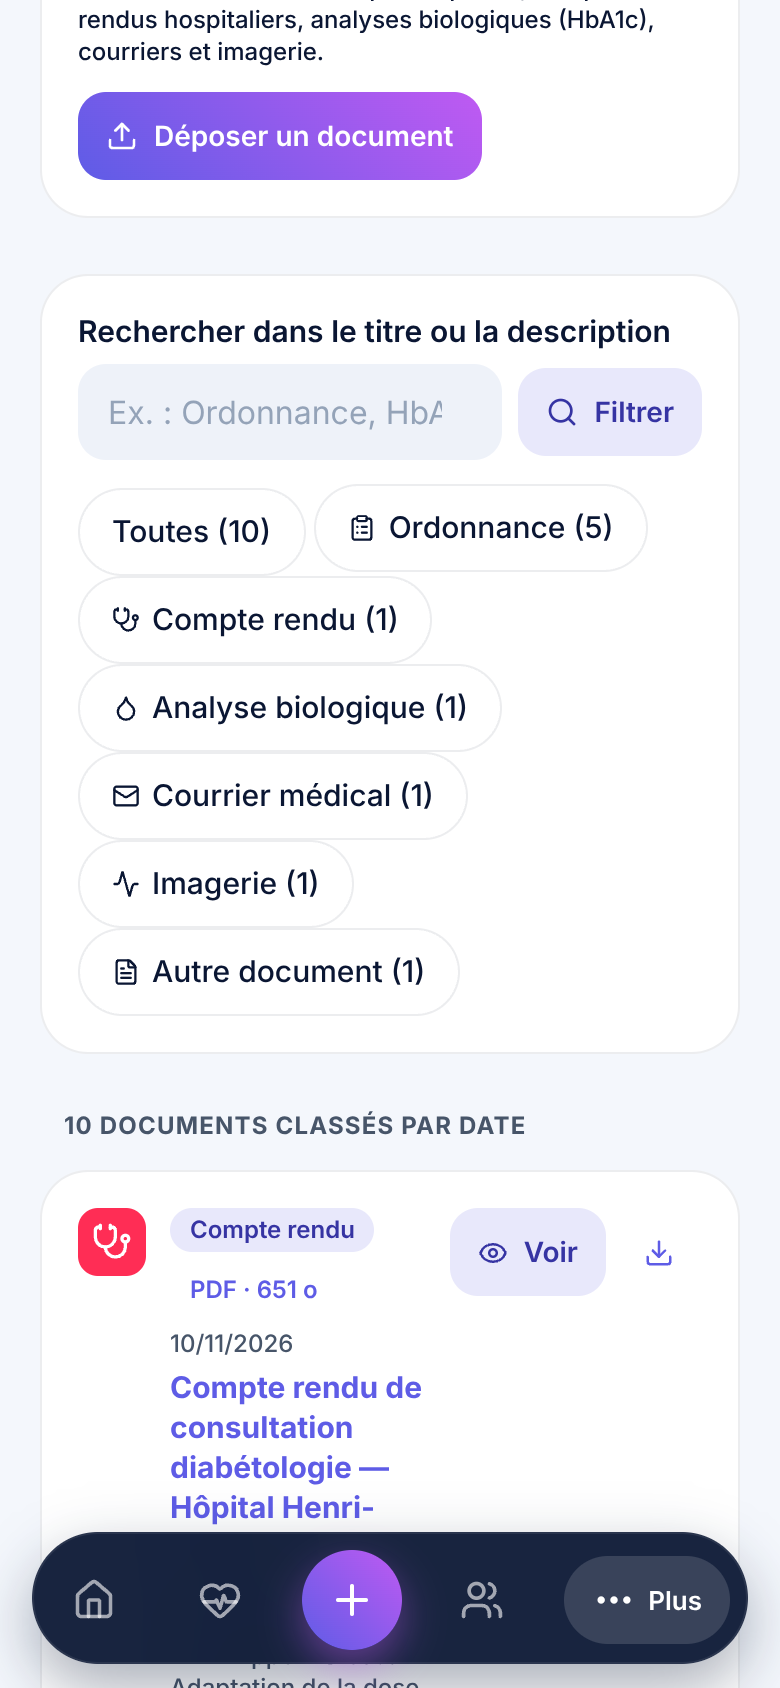 rendus hospitaliers, analyses biologiques (HbA1c),
courriers et imagerie.
Déposer un document
Rechercher dans le titre ou la description
Ex. : Ordonnance, HbA
Filtrer
Toutes (10)
Ordonnance (5)
Compte rendu (1)
Analyse biologique (1)
Courrier médical (1)
Imagerie (1)
Autre document (1)
10 DOCUMENTS CLASSÉS PAR DATE
Compte rendu
Voir
PDF · 651 o
10/11/2026
Compte rendu de
consultation
diabétologie —
Hôpital Henri-
Plus
Adaptation de la dose